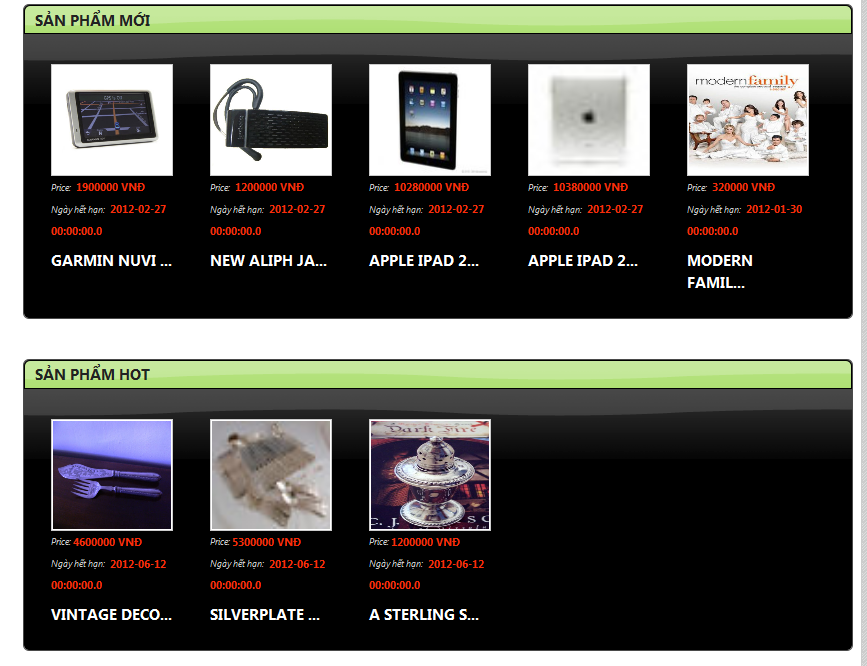 SẢN PHẨM MỚI
modernfamily
Price: 1900000 VNĐ
Ngày hết hạn: 2012-02-27
00:00:00.0
GARMIN NUVI ...
Price: 1200000 VNĐ
Ngày hết hạn: 2012-02-27
00:00:00.0
NEW ALIPH JA...
Price: 10280000 VNĐ
Ngày hết hạn: 2012-02-27
00:00:00.0
APPLE IPAD 2...
Price: 10380000 VNĐ
Ngày hết hạn: 2012-02-27
00:00:00.0
APPLE IPAD 2...
Price: 320000 VNĐ
Ngày hết hạn: 2012-01-30
00:00:00.0
MODERN
FAMIL...
SẢN PHẨM HOT
Dark Fire
Price: 4600000 VNĐ
Ngày hết hạn: 2012-06-12
00:00:00.0
VINTAGE DECO...
Price: 5300000 VNĐ
Ngày hết hạn: 2012-06-12
00:00:00.0
SILVERPLATE ...
Price: 1200000 VNĐ
Ngày hết hạn: 2012-06-12
00:00:00.0
A STERLING S...